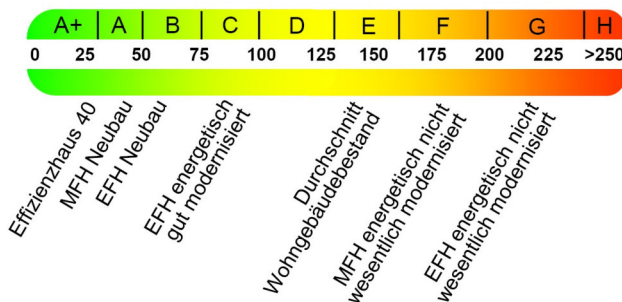 A+ A B C D E F G H
0 25 50 75 100 125 150 175 200 225 >250
Effizienzhaus 40
MFH Neubau
EFH Neubau
EFH energetisch
gut modernisiert
Durchschnitt
Wohngebäudebestand
MFH energetisch nicht
wesentlich modernisiert
EFH energetisch nicht
wesentlich modernisiert